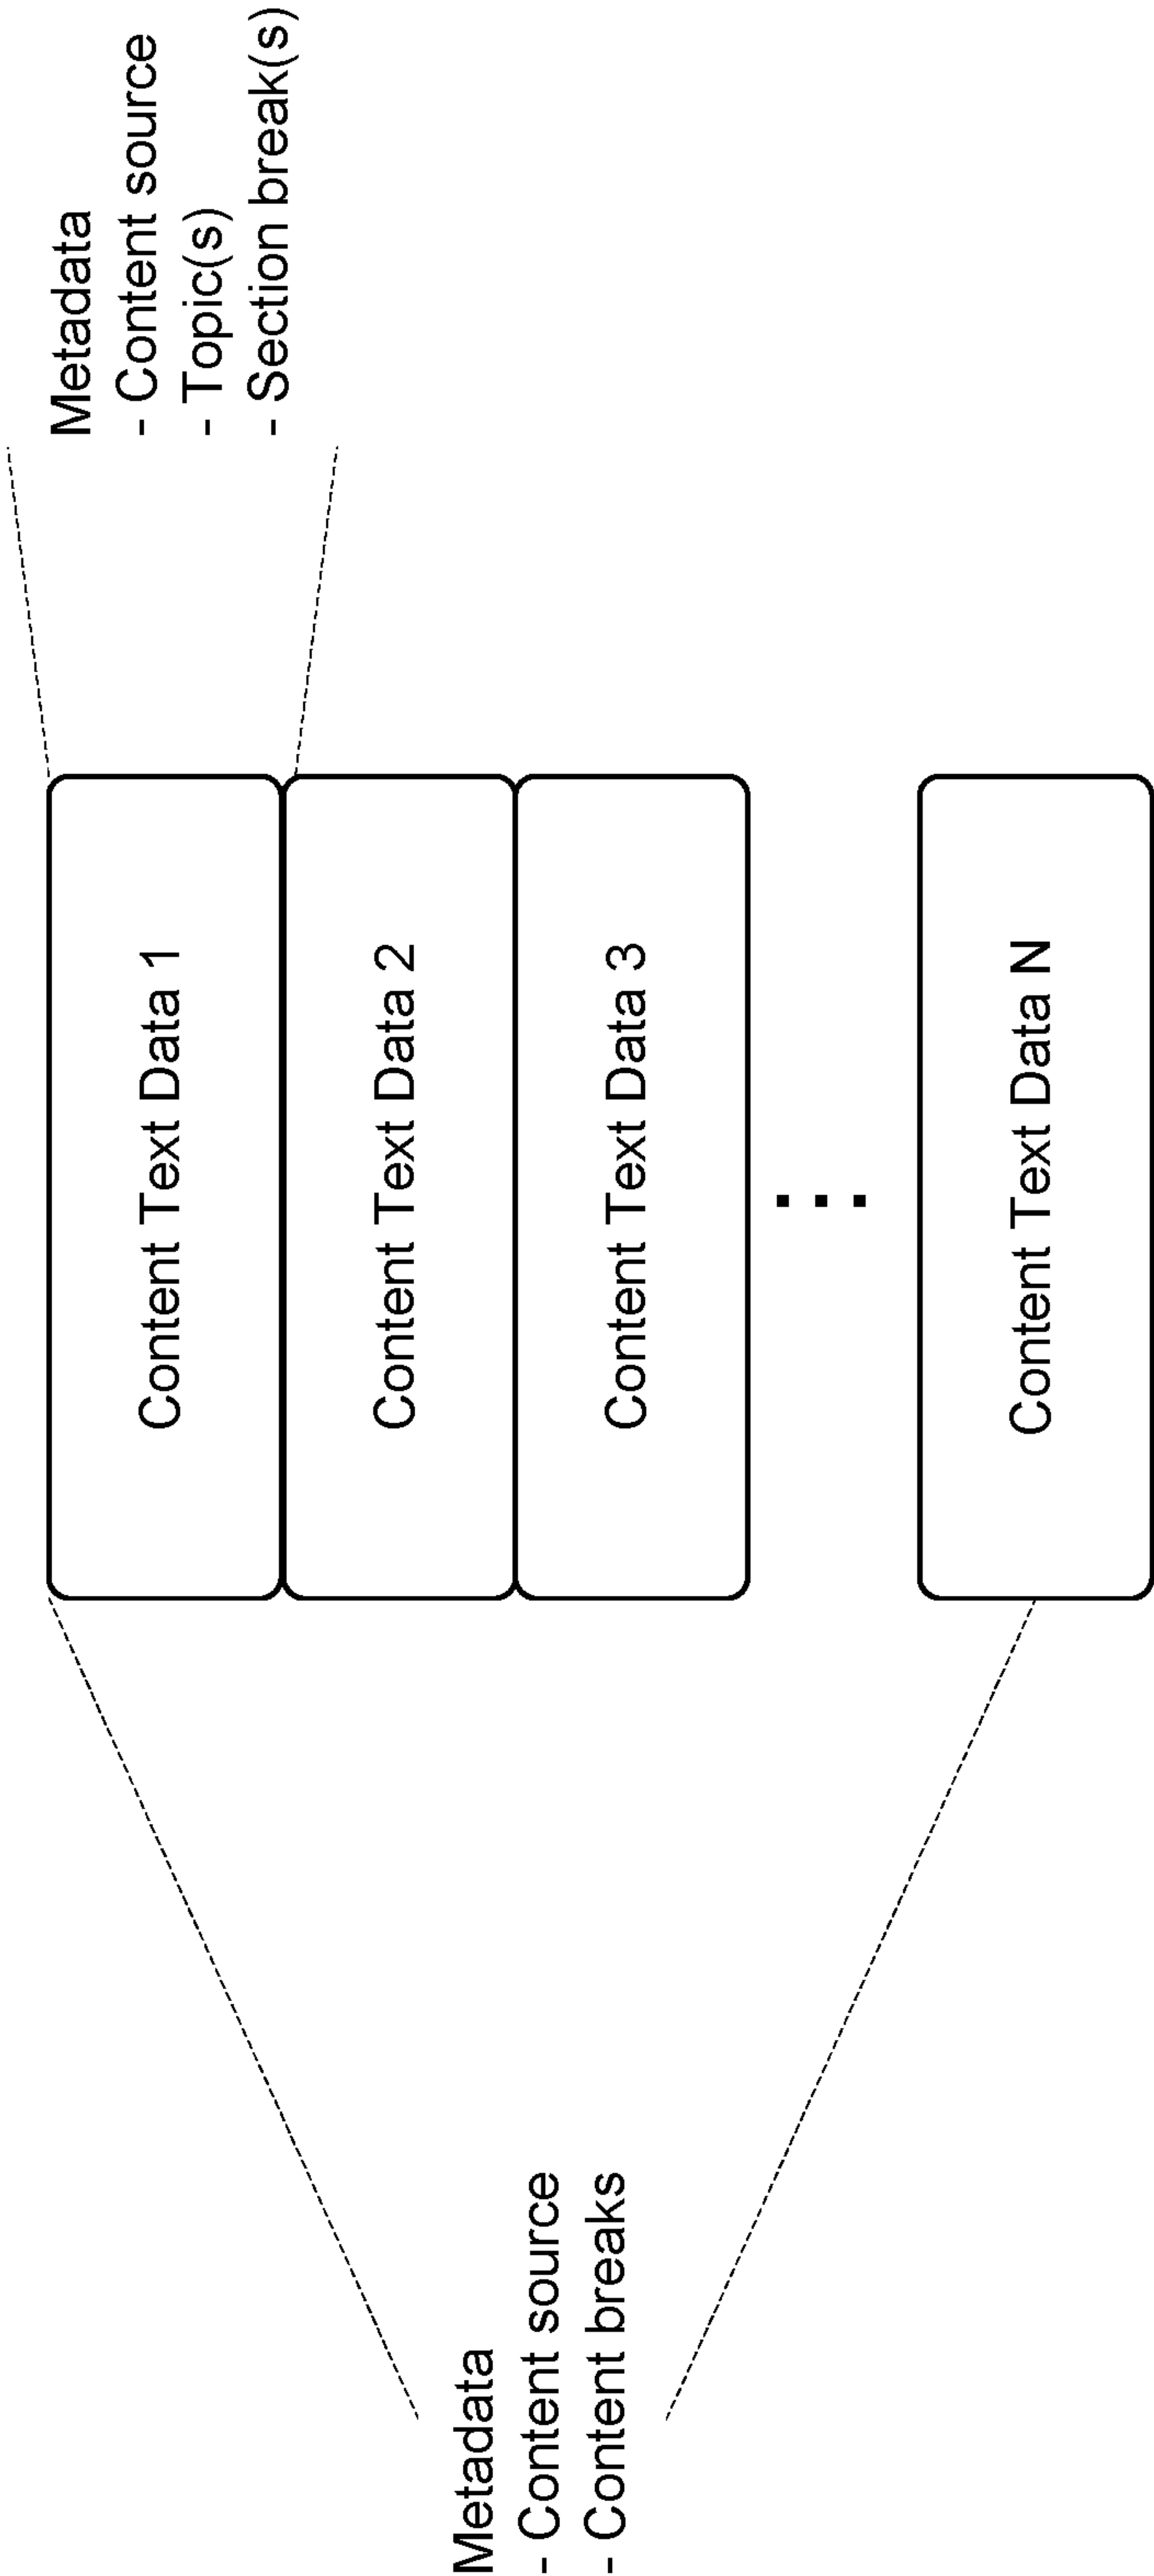 Metadata
- Content source
- Content breaks
Content Text Data 1
Content Text Data 2
Content Text Data 3
Content Text Data N
Metadata
- Content source
- Topic(s)
- Section break(s)